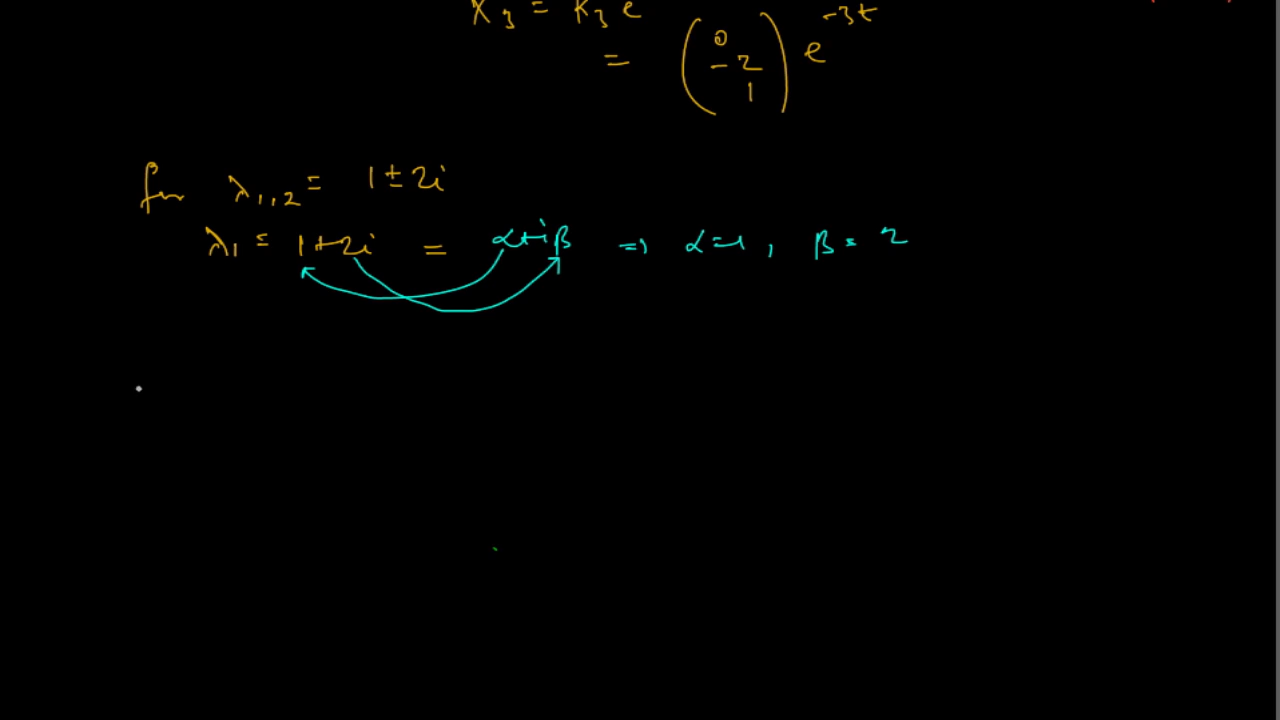 X₃ = K₃ e
= ( 0 -2 1 ) e^{-3t}
for λ₁,₂ = 1 ± 2i
λ₁ = 1+2i = α+iβ ⇒ α=1, β=2